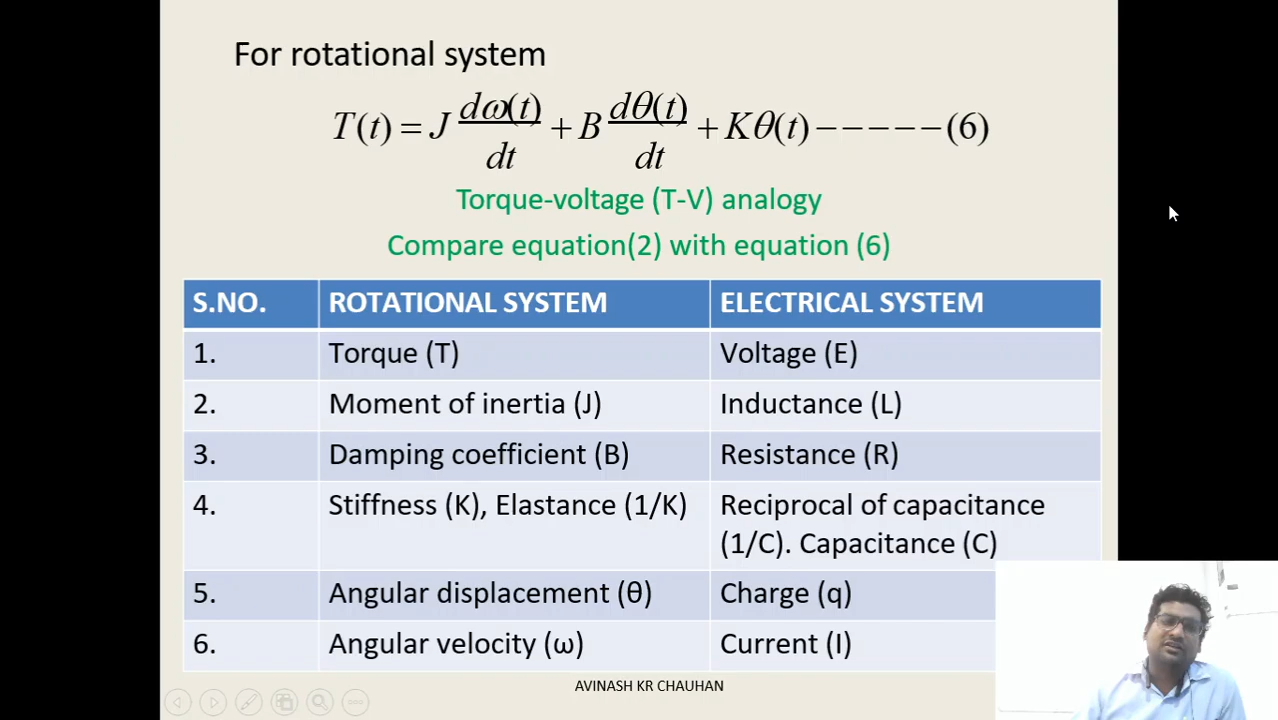 For rotational system
T(t) = J dω(t)/dt + B dθ(t)/dt + Kθ(t) −−−−−(6)
Torque-voltage (T-V) analogy
Compare equation(2) with equation (6)
S.NO. ROTATIONAL SYSTEM ELECTRICAL SYSTEM
1. Torque (T) Voltage (E)
2. Moment of inertia (J) Inductance (L)
3. Damping coefficient (B) Resistance (R)
4. Stiffness (K), Elastance (1/K) Reciprocal of capacitance
(1/C). Capacitance (C)
5. Angular displacement (θ) Charge (q)
6. Angular velocity (ω) Current (I)
AVINASH KR CHAUHAN